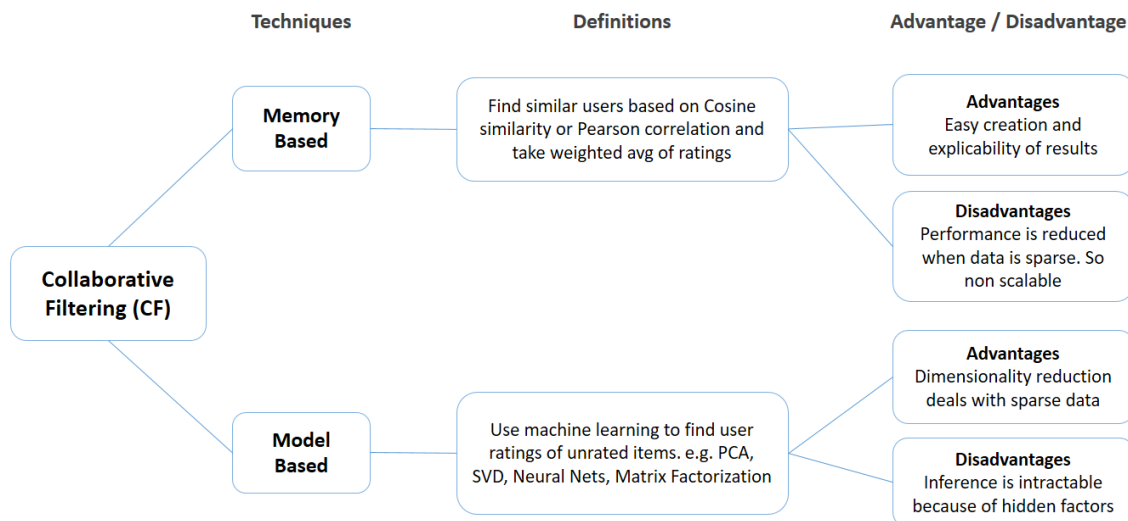 Techniques
Definitions
Advantage / Disadvantage
Collaborative
Filtering (CF)
Memory
Based
Find similar users based on Cosine
similarity or Pearson correlation and
take weighted avg of ratings
Advantages
Easy creation and
explicability of results
Disadvantages
Performance is reduced
when data is sparse. So
non scalable
Model
Based
Use machine learning to find user
ratings of unrated items. e.g. PCA,
SVD, Neural Nets, Matrix Factorization
Advantages
Dimensionality reduction
deals with sparse data
Disadvantages
Inference is intractable
because of hidden factors